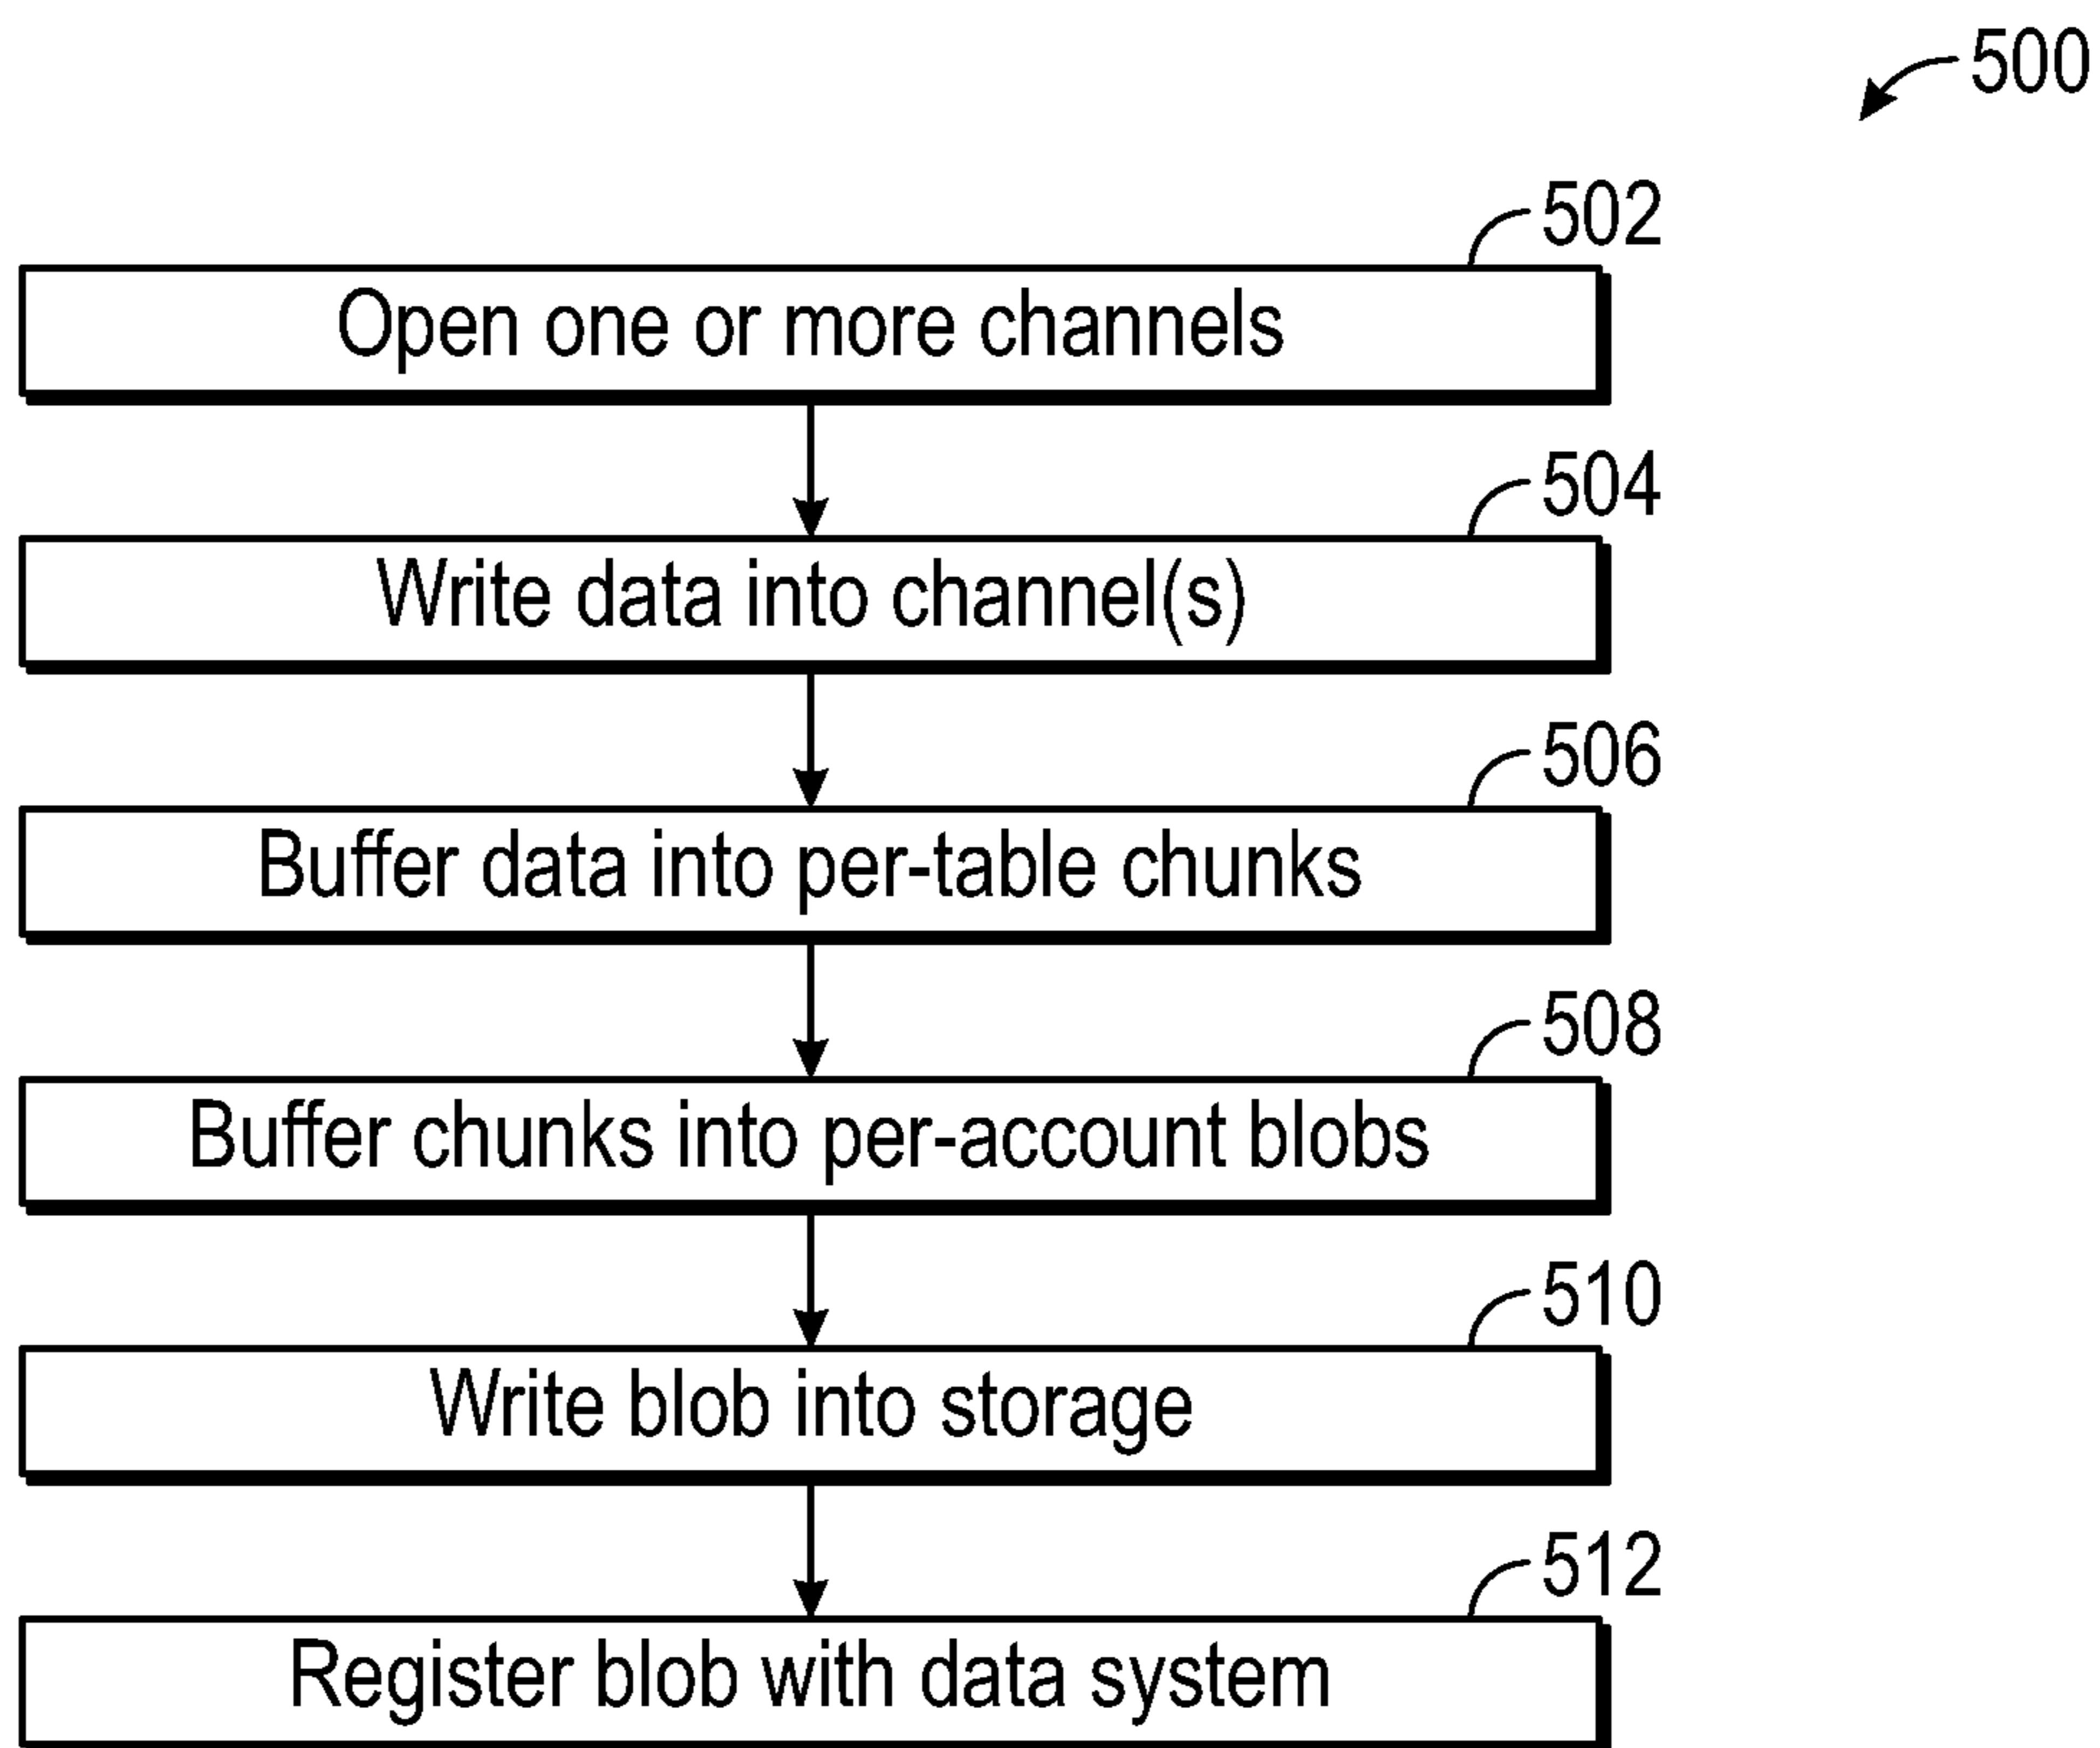 500
502
Open one or more channels
504
Write data into channel(s)
506
Buffer data into per-table chunks
508
Buffer chunks into per-account blobs
510
Write blob into storage
512
Register blob with data system